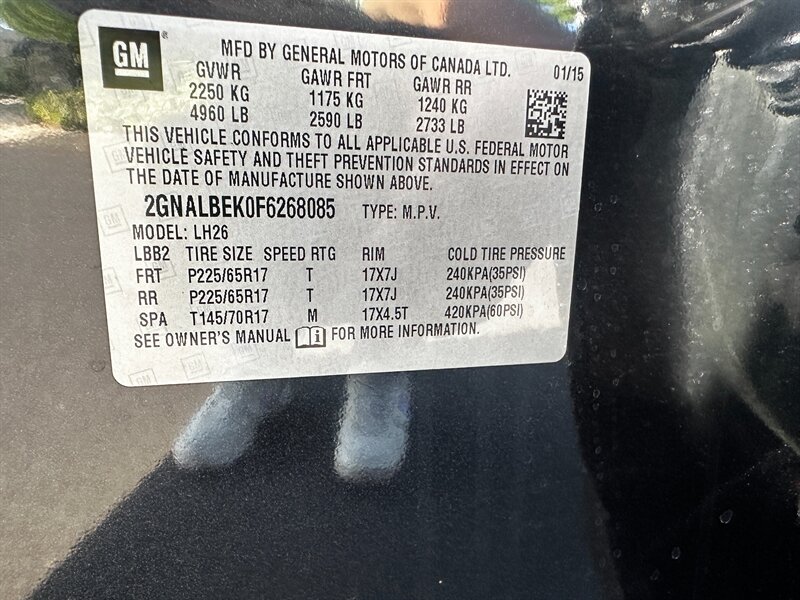 GM
MFD BY GENERAL MOTORS OF CANADA LTD. 01/15
GVWR GAWR FRT GAWR RR
2250 KG 1175 KG 1240 KG
4960 LB 2590 LB 2733 LB
THIS VEHICLE CONFORMS TO ALL APPLICABLE U.S. FEDERAL MOTOR
VEHICLE SAFETY AND THEFT PREVENTION STANDARDS IN EFFECT ON
THE DATE OF MANUFACTURE SHOWN ABOVE.
2GNALBEK0F6268085 TYPE: M.P.V.
MODEL: LH26
LBB2 TIRE SIZE SPEED RTG RIM COLD TIRE PRESSURE
FRT P225/65R17 T 17X7J 240KPA(35PSI)
RR P225/65R17 T 17X7J 240KPA(35PSI)
SPA T145/70R17 M 17X4.5T 420KPA(60PSI)
SEE OWNER'S MANUAL FOR MORE INFORMATION.